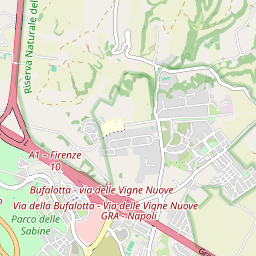 Riserva Naturale del
A1 - Firenze
10
Bufalotta - via delle Vigne Nuove
Via della Bufalotta - Via delle Vigne Nuove
GRA - Napoli
Parco delle
Sabine